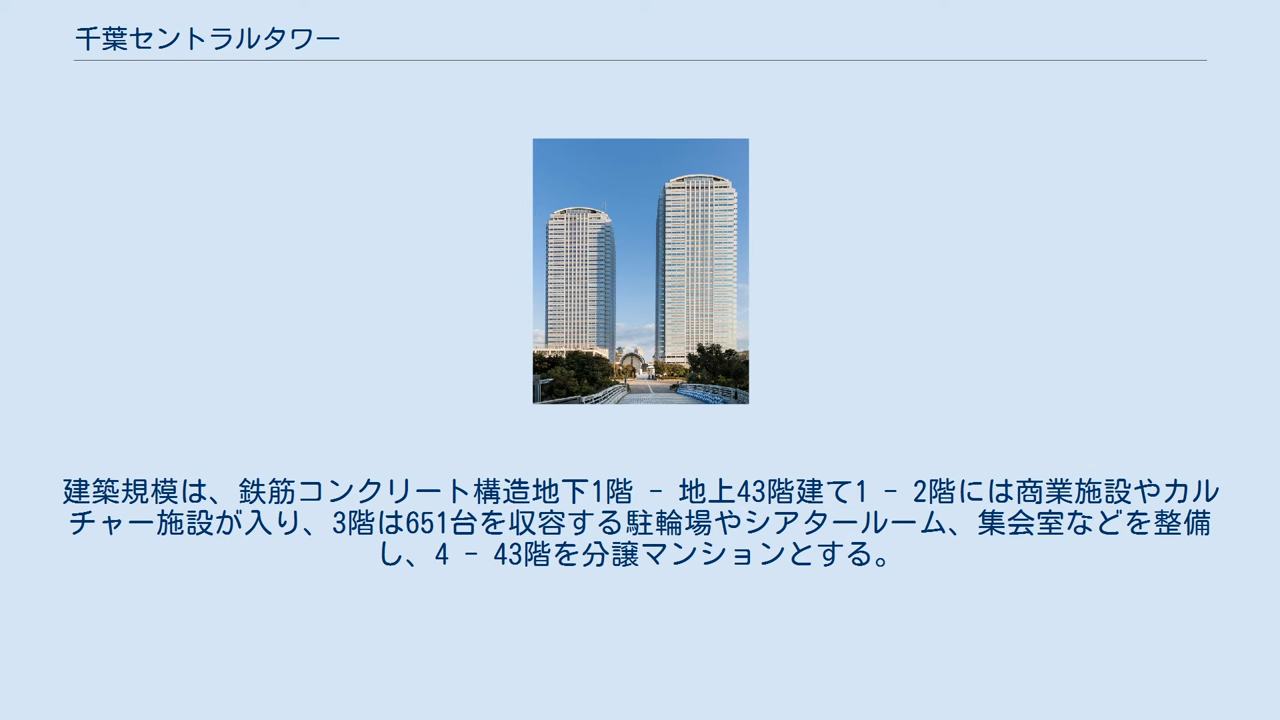 千葉セントラルタワー
建築規模は、鉄筋コンクリート構造地下1階 - 地上43階建て1 - 2階には商業施設やカル
チャー施設が入り、3階は651台を収容する駐輪場やシアタールーム、集会室などを整備
し、4 - 43階を分譲マンションとする。